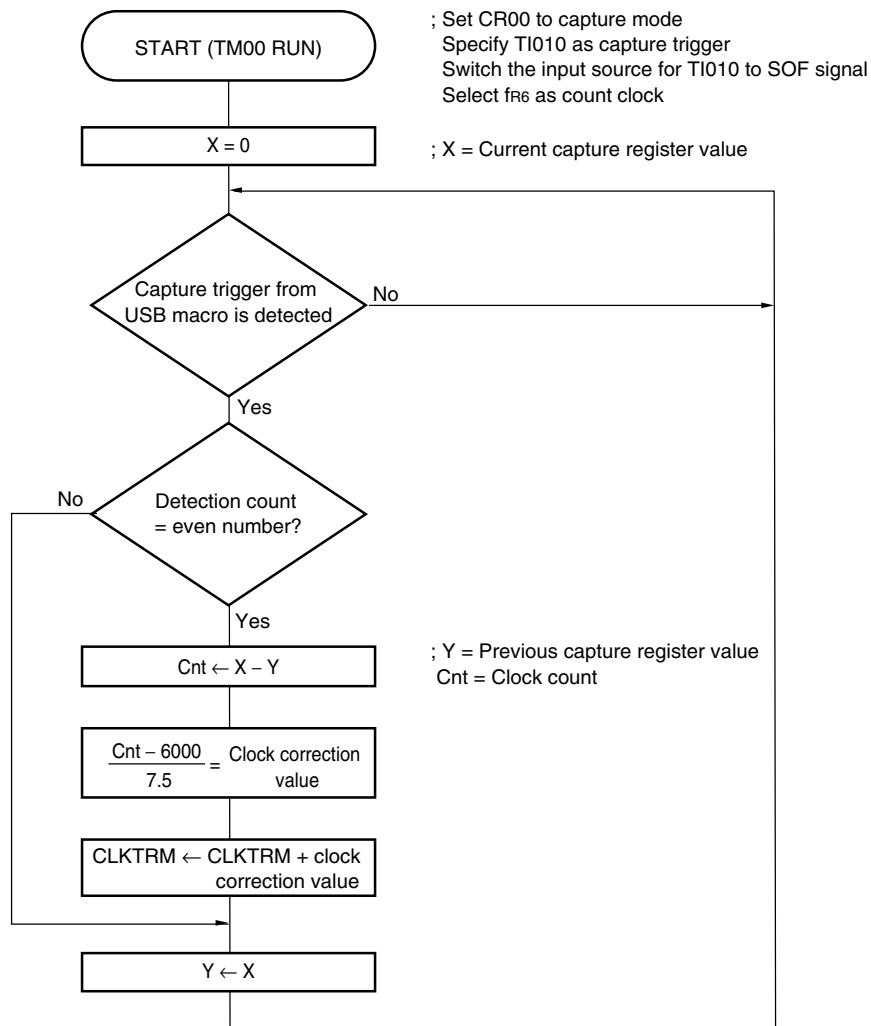 START (TM00 RUN)
; Set CR00 to capture mode
Specify TI010 as capture trigger
Switch the input source for TI010 to SOF signal
Select fR6 as count clock
X = 0
; X = Current capture register value
Capture trigger from
USB macro is detected
No
Yes
No
Detection count
= even number?
Yes
Cnt ← X – Y
; Y = Previous capture register value
Cnt = Clock count
Cnt – 6000
7.5
= Clock correction
value
CLKTRM ← CLKTRM + clock
correction value
Y ← X